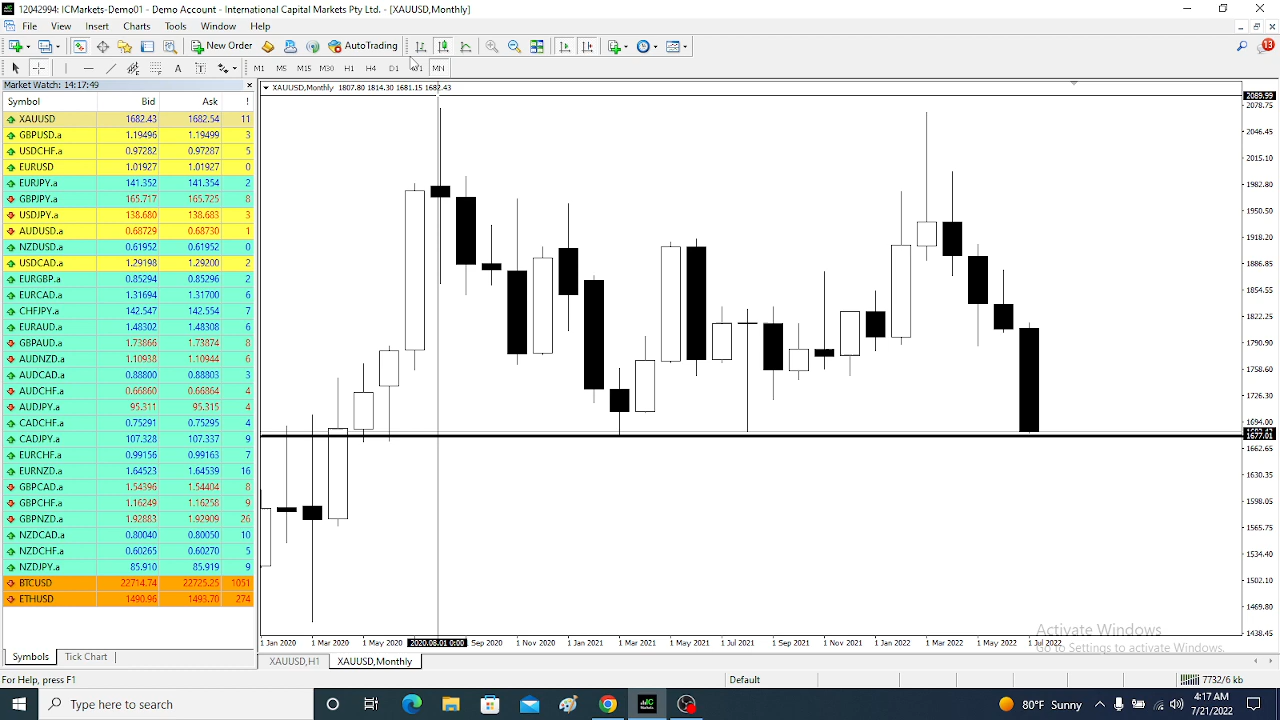 12042994: ICMarkets-Demo01 - Demo Account - International Capital Markets Pty Ltd. - [XAUUSD,Monthly]
File View Insert Charts Tools Window Help
New Order AutoTrading 13
A T M1 M5 M15 M30 H1 H4 D1 MN
Market Watch: 14:17:49
Symbol Bid Ask !
XAUUSD 1682.43 1682.54 11
GBPUSD.a 1.19496 1.19499 3
USDCHF.a 0.97282 0.97287 5
EURUSD 1.01927 1.01927 0
EURJPY.a 141.352 141.354 2
GBPJPY.a 165.717 165.725 8
USDJPY.a 138.680 138.683 3
AUDUSD.a 0.68729 0.68730 1
NZDUSD.a 0.61952 0.61952 0
USDCAD.a 1.29198 1.29200 2
EURGBP.a 0.85294 0.85296 2
EURCAD.a 1.31694 1.31700 6
CHFJPY.a 142.547 142.554 7
EURAUD.a 1.48302 1.48308 6
GBPAUD.a 1.73866 1.73874 8
AUDNZD.a 1.10938 1.10944 6
AUDCAD.a 0.88800 0.88803 3
AUDCHF.a 0.66860 0.66864 4
AUDJPY.a 95.311 95.315 4
CADCHF.a 0.75291 0.75295 4
CADJPY.a 107.328 107.337 9
EURCHF.a 0.99156 0.99163 7
EURNZD.a 1.64523 1.64539 16
GBPCAD.a 1.54396 1.54404 8
GBPCHF.a 1.16249 1.16258 9
GBPNZD.a 1.92883 1.92909 26
NZDCAD.a 0.80040 0.80050 10
NZDCHF.a 0.60265 0.60270 5
NZDJPY.a 85.910 85.919 9
BTCUSD 22714.74 22725.25 1051
ETHUSD 1490.96 1493.70 274
Symbols Tick Chart
XAUUSD,Monthly 1807.80 1814.30 1681.15 1682.43
2089.99
2078.75
2046.45
2015.10
1982.80
1950.50
1918.20
1886.85
1854.55
1822.25
1790.90
1758.60
1726.30
1694.00
1677.01
1662.65
1630.35
1598.05
1565.75
1534.40
1502.10
1469.80
1438.45
1 Jan 2020 1 Mar 2020 1 May 2020 2020.08.01 0:00 Sep 2020 1 Nov 2020 1 Jan 2021 1 Mar 2021 1 May 2021 1 Jul 2021 1 Sep 2021 1 Nov 2021 1 Jan 2022 1 Mar 2022 1 May 2022 1 Jul 2022
Activate Windows
Go to Settings to activate Windows.
XAUUSD,H1 XAUUSD,Monthly
For Help, press F1 Default 7732/6 kb
Type here to search
80°F Sunny
4:17 AM
7/21/2022